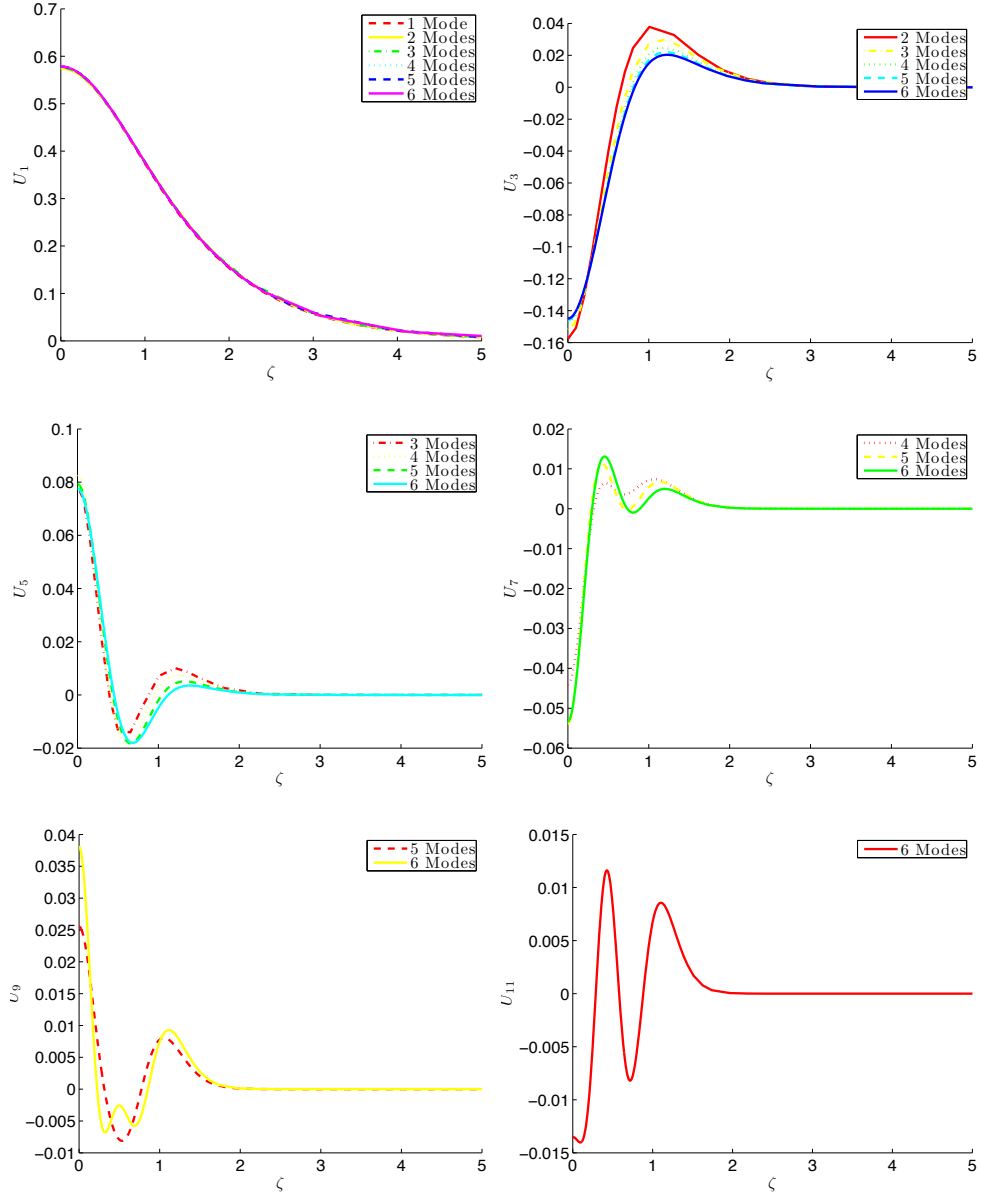 0.7
0.6
0.5
0.4
0.3
0.2
0.1
0
0 1 2 3 4 5
ζ
U1
1 Mode
2 Modes
3 Modes
4 Modes
5 Modes
6 Modes
0.04
0.02
0
−0.02
−0.04
−0.06
−0.08
−0.1
−0.12
−0.14
−0.16
0 1 2 3 4 5
ζ
U3
2 Modes
3 Modes
4 Modes
5 Modes
6 Modes
0.1
0.08
0.06
0.04
0.02
0
−0.02
0 1 2 3 4 5
ζ
U5
3 Modes
4 Modes
5 Modes
6 Modes
0.02
0.01
0
−0.01
−0.02
−0.03
−0.04
−0.05
−0.06
0 1 2 3 4 5
ζ
U7
4 Modes
5 Modes
6 Modes
0.04
0.035
0.03
0.025
0.02
0.015
0.01
0.005
0
−0.005
−0.01
0 1 2 3 4 5
ζ
U9
5 Modes
6 Modes
0.015
0.01
0.005
0
−0.005
−0.01
−0.015
0 1 2 3 4 5
ζ
U11
6 Modes